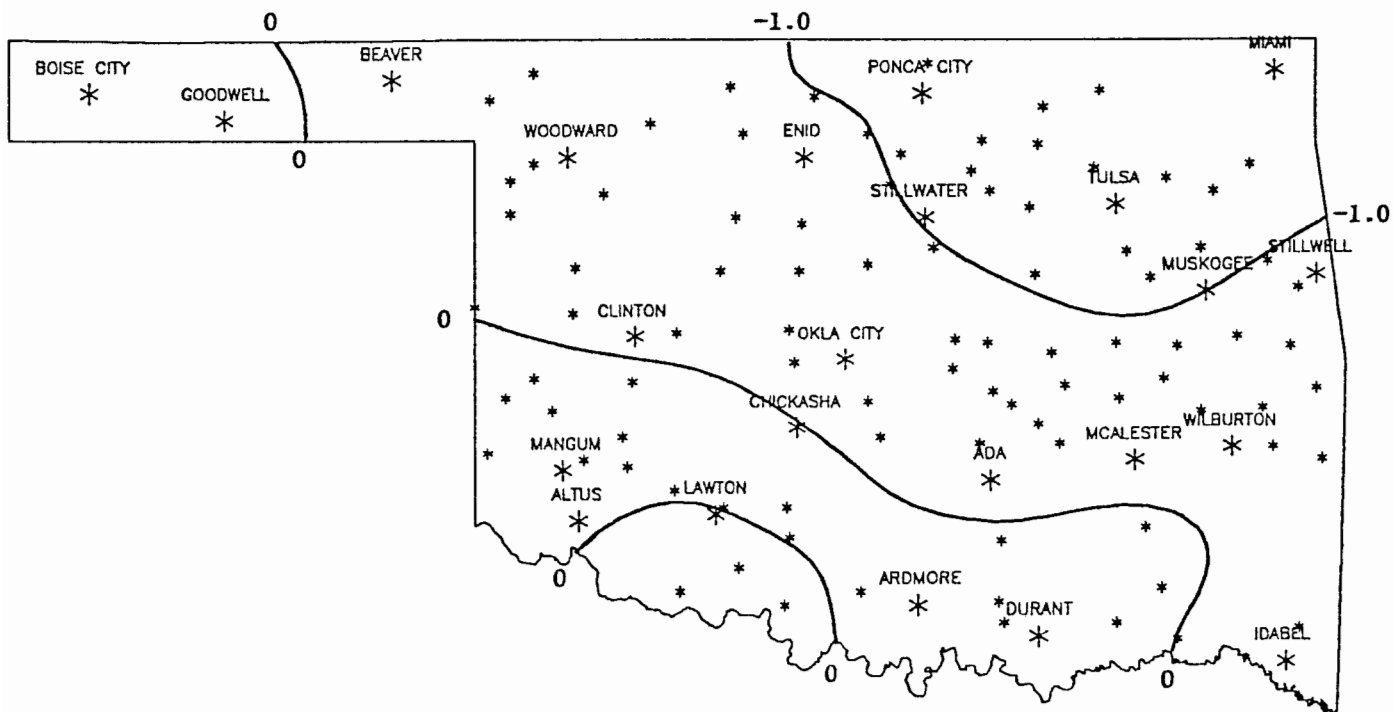 0
-1.0
BOISE CITY
GOODWELL
BEAVER
PONCA CITY
MIAMI
0
WOODWARD
ENID
STILLWATER
TULSA
-1.0
STILLWELL
MUSKOGEE
0
CLINTON
OKLA CITY
CHICKASHA
WILBURTON
MCALESTER
MANGUM
ADA
ALTUS
LAWTON
0
ARDMORE
DURANT
IDABEL
0
0